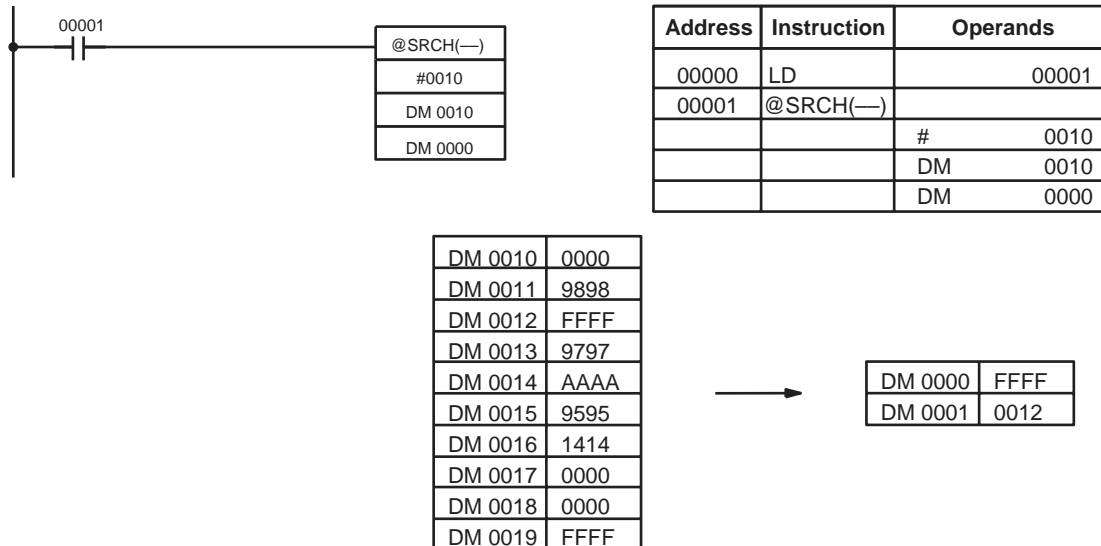 00001
@SRCH(––)
#0010
DM 0010
DM 0000
Address Instruction Operands
00000 LD 00001
00001 @SRCH(––)
# 0010
DM 0010
DM 0000
DM 0010 0000
DM 0011 9898
DM 0012 FFFF
DM 0013 9797
DM 0014 AAAA
DM 0015 9595
DM 0016 1414
DM 0017 0000
DM 0018 0000
DM 0019 FFFF
DM 0000 FFFF
DM 0001 0012